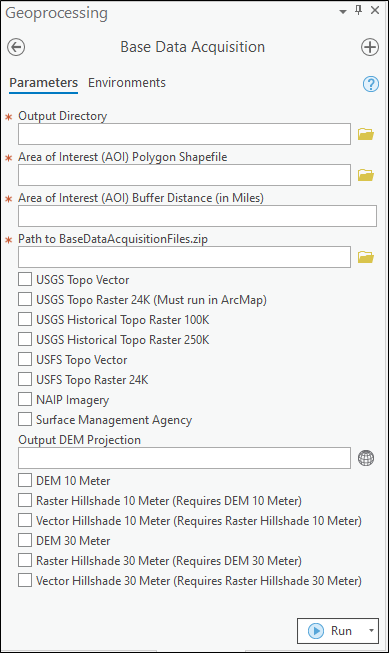 Geoprocessing
Base Data Acquisition
Parameters Environments
* Output Directory
* Area of Interest (AOI) Polygon Shapefile
* Area of Interest (AOI) Buffer Distance (in Miles)
* Path to BaseDataAcquisitionFiles.zip
USGS Topo Vector
USGS Topo Raster 24K (Must run in ArcMap)
USGS Historical Topo Raster 100K
USGS Historical Topo Raster 250K
USFS Topo Vector
USFS Topo Raster 24K
NAIP Imagery
Surface Management Agency
Output DEM Projection
DEM 10 Meter
Raster Hillshade 10 Meter (Requires DEM 10 Meter)
Vector Hillshade 10 Meter (Requires Raster Hillshade 10 Meter)
DEM 30 Meter
Raster Hillshade 30 Meter (Requires DEM 30 Meter)
Vector Hillshade 30 Meter (Requires Raster Hillshade 30 Meter)
Run